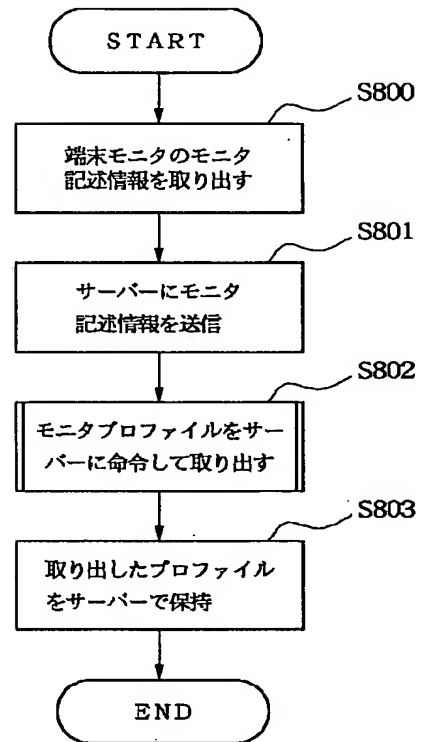 START
S800
端末モニタのモニタ
記述情報を取り出す
S801
サーバーにモニタ
記述情報を送信
S802
モニタプロファイルをサー
バーに命令して取り出す
S803
取り出したプロファイル
をサーバーで保持
END